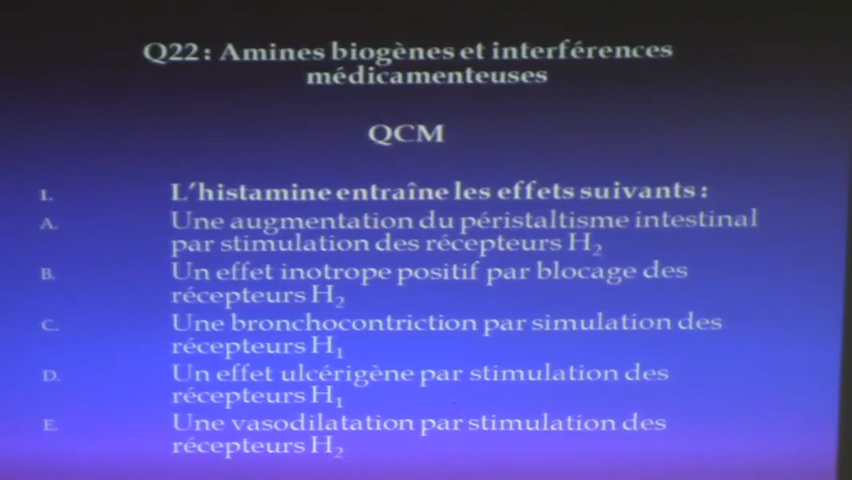 Q22 : Amines biogènes et interférences
médicamenteuses
QCM
1. L'histamine entraîne les effets suivants :
A. Une augmentation du péristaltisme intestinal
par stimulation des récepteurs H₂
B. Un effet inotrope positif par blocage des
récepteurs H₂
C. Une bronchocontriction par simulation des
récepteurs H₁
D. Un effet ulcérigène par stimulation des
récepteurs H₁
E. Une vasodilatation par stimulation des
récepteurs H₂